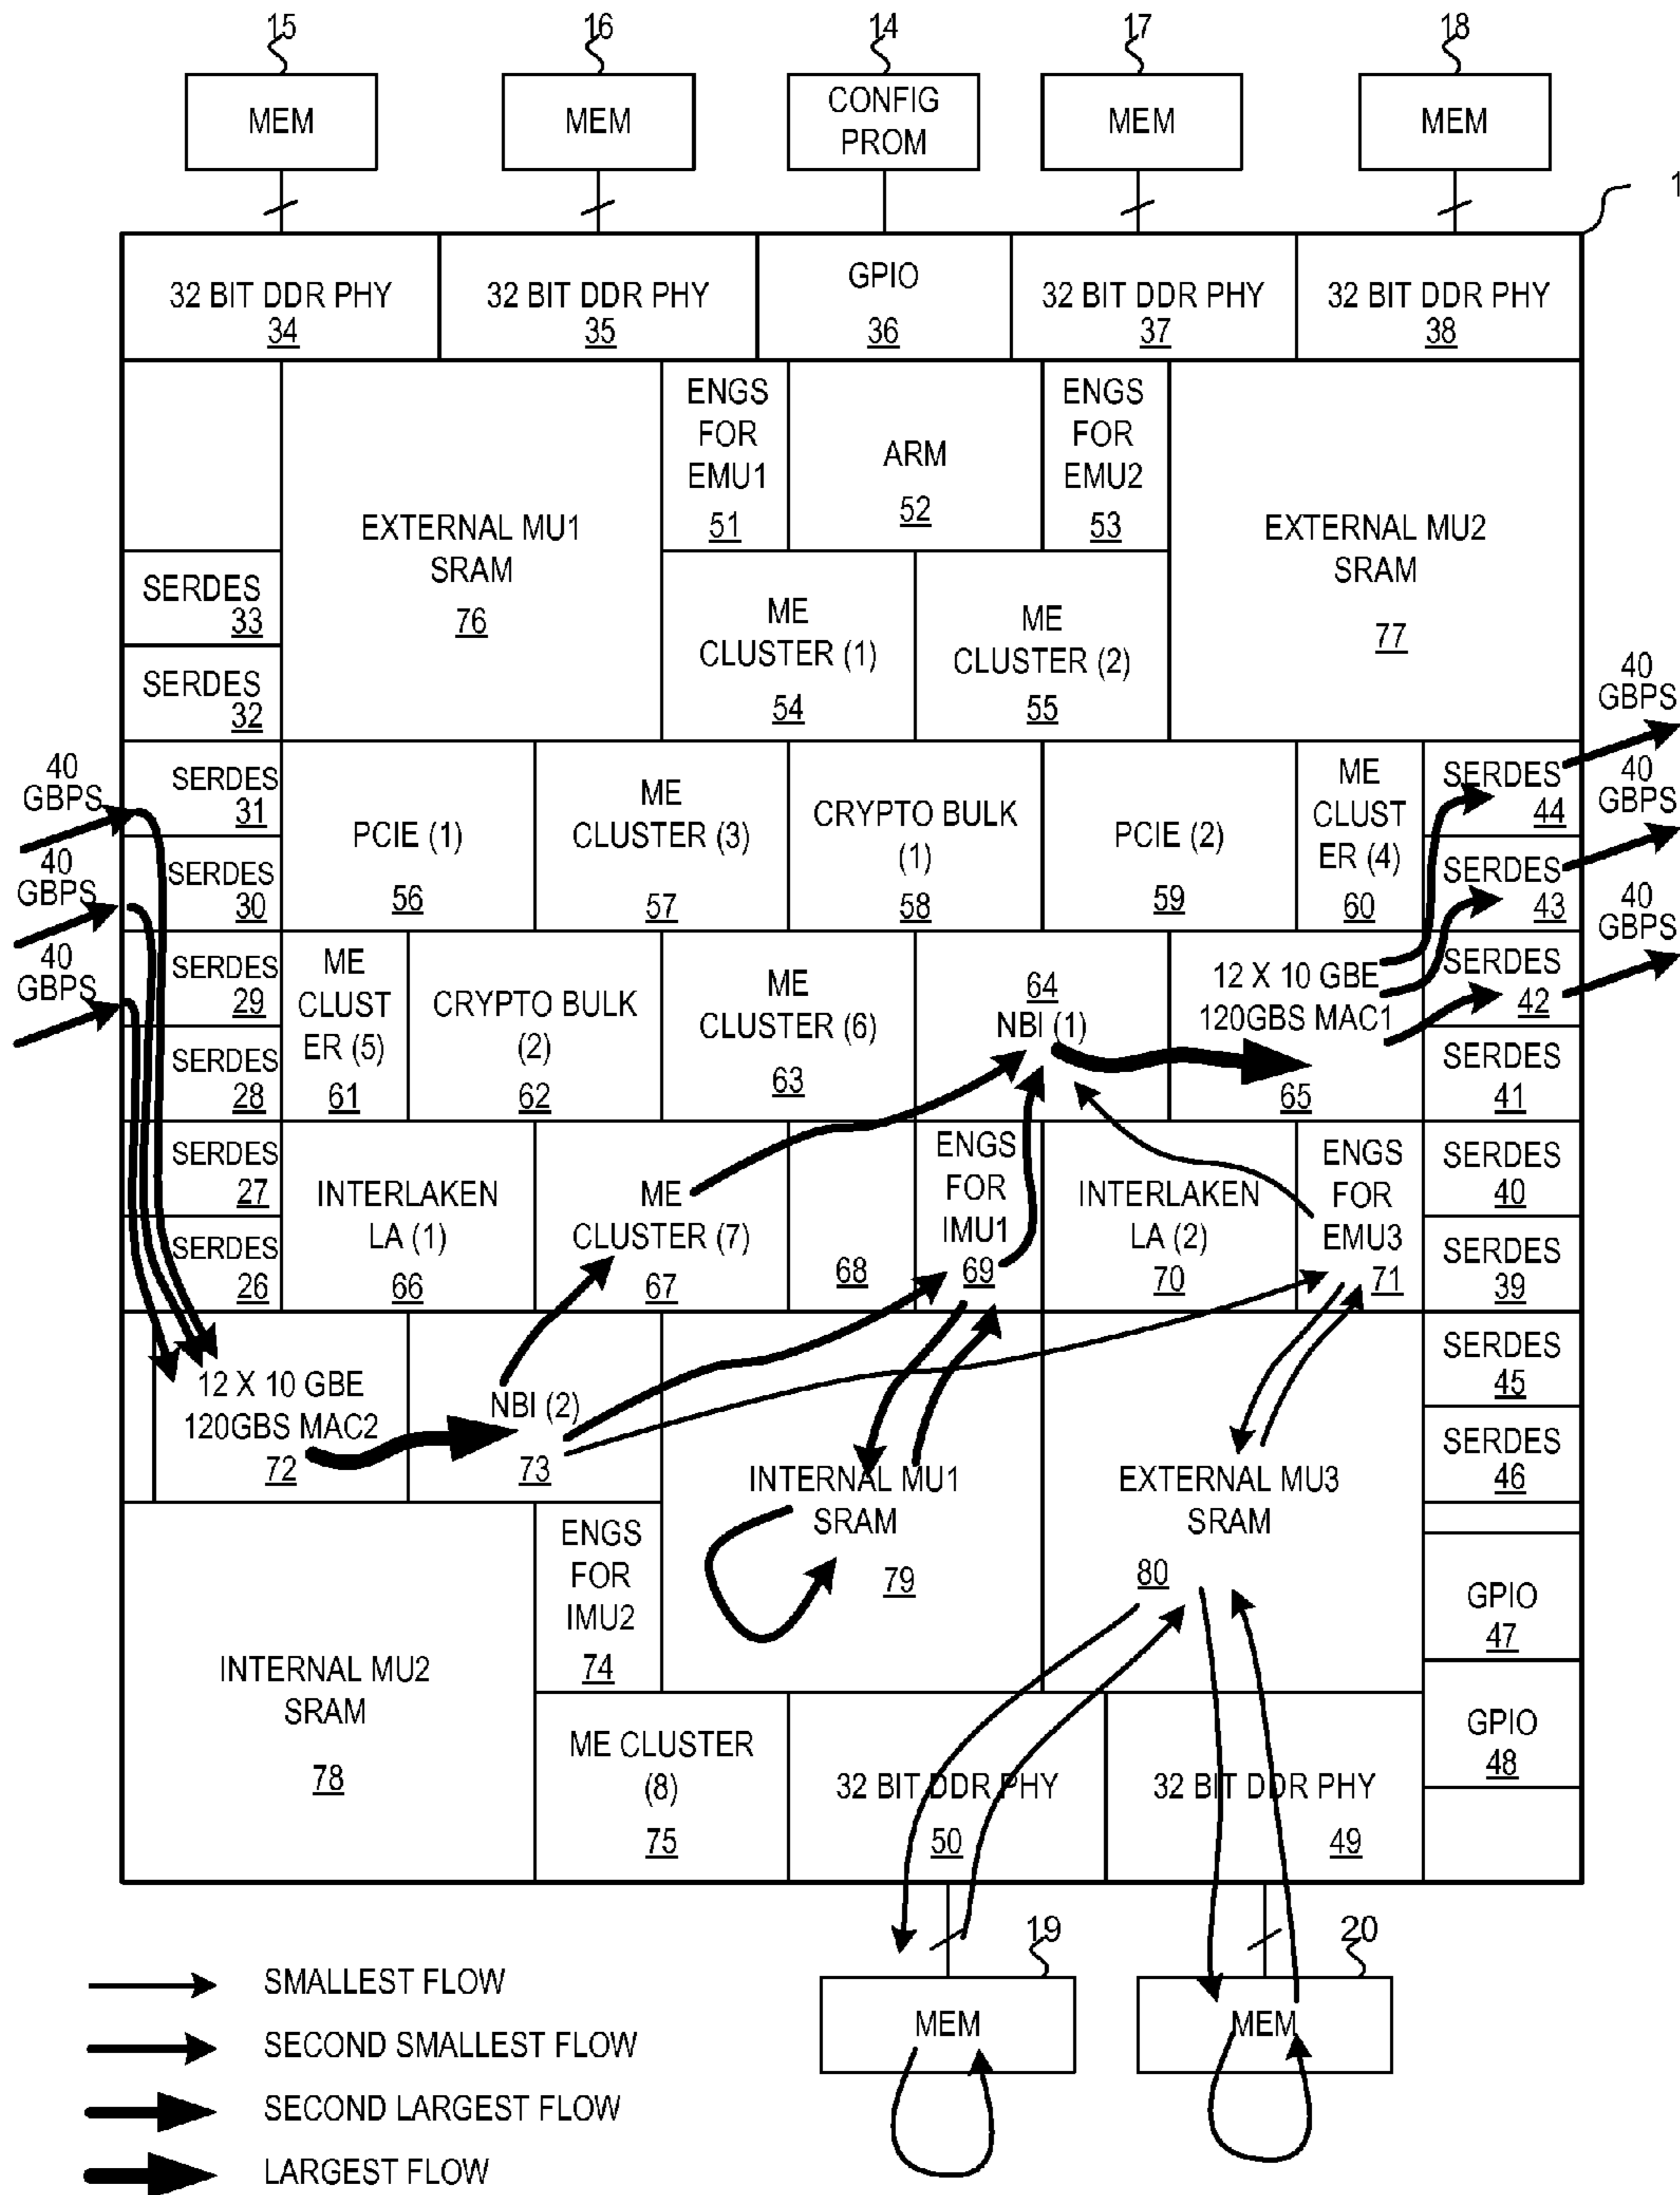 15
16
14
17
18
MEM
MEM
CONFIG
PROM
MEM
MEM
1
32 BIT DDR PHY
34
32 BIT DDR PHY
35
GPIO
36
32 BIT DDR PHY
37
32 BIT DDR PHY
38
EXTERNAL MU1
SRAM
76
ENGS
FOR
EMU1
51
ARM
52
ENGS
FOR
EMU2
53
EXTERNAL MU2
SRAM
77
SERDES
33
SERDES
32
ME
CLUSTER (1)
54
ME
CLUSTER (2)
55
40
GBPS
40
GBPS
40
GBPS
SERDES
31
SERDES
30
PCIE (1)
56
ME
CLUSTER (3)
57
CRYPTO BULK
(1)
58
PCIE (2)
59
ME
CLUST
ER (4)
60
SERDES
44
SERDES
43
40
GBPS
40
GBPS
40
GBPS
SERDES
29
SERDES
28
ME
CLUST
ER (5)
61
CRYPTO BULK
(2)
62
ME
CLUSTER (6)
63
64
NBI (1)
12 X 10 GBE
120GBS MAC1
65
SERDES
42
SERDES
41
SERDES
27
SERDES
26
INTERLAKEN
LA (1)
66
ME
CLUSTER (7)
67
68
ENGS
FOR
IMU1
69
INTERLAKEN
LA (2)
70
ENGS
FOR
EMU3
71
SERDES
40
SERDES
39
12 X 10 GBE
120GBS MAC2
72
NBI (2)
73
INTERNAL MU1
SRAM
79
EXTERNAL MU3
SRAM
80
SERDES
45
SERDES
46
INTERNAL MU2
SRAM
78
ENGS
FOR
IMU2
74
GPIO
47
GPIO
48
ME CLUSTER
(8)
75
32 BIT DDR PHY
50
32 BIT DDR PHY
49
19
20
MEM
MEM
SMALLEST FLOW
SECOND SMALLEST FLOW
SECOND LARGEST FLOW
LARGEST FLOW